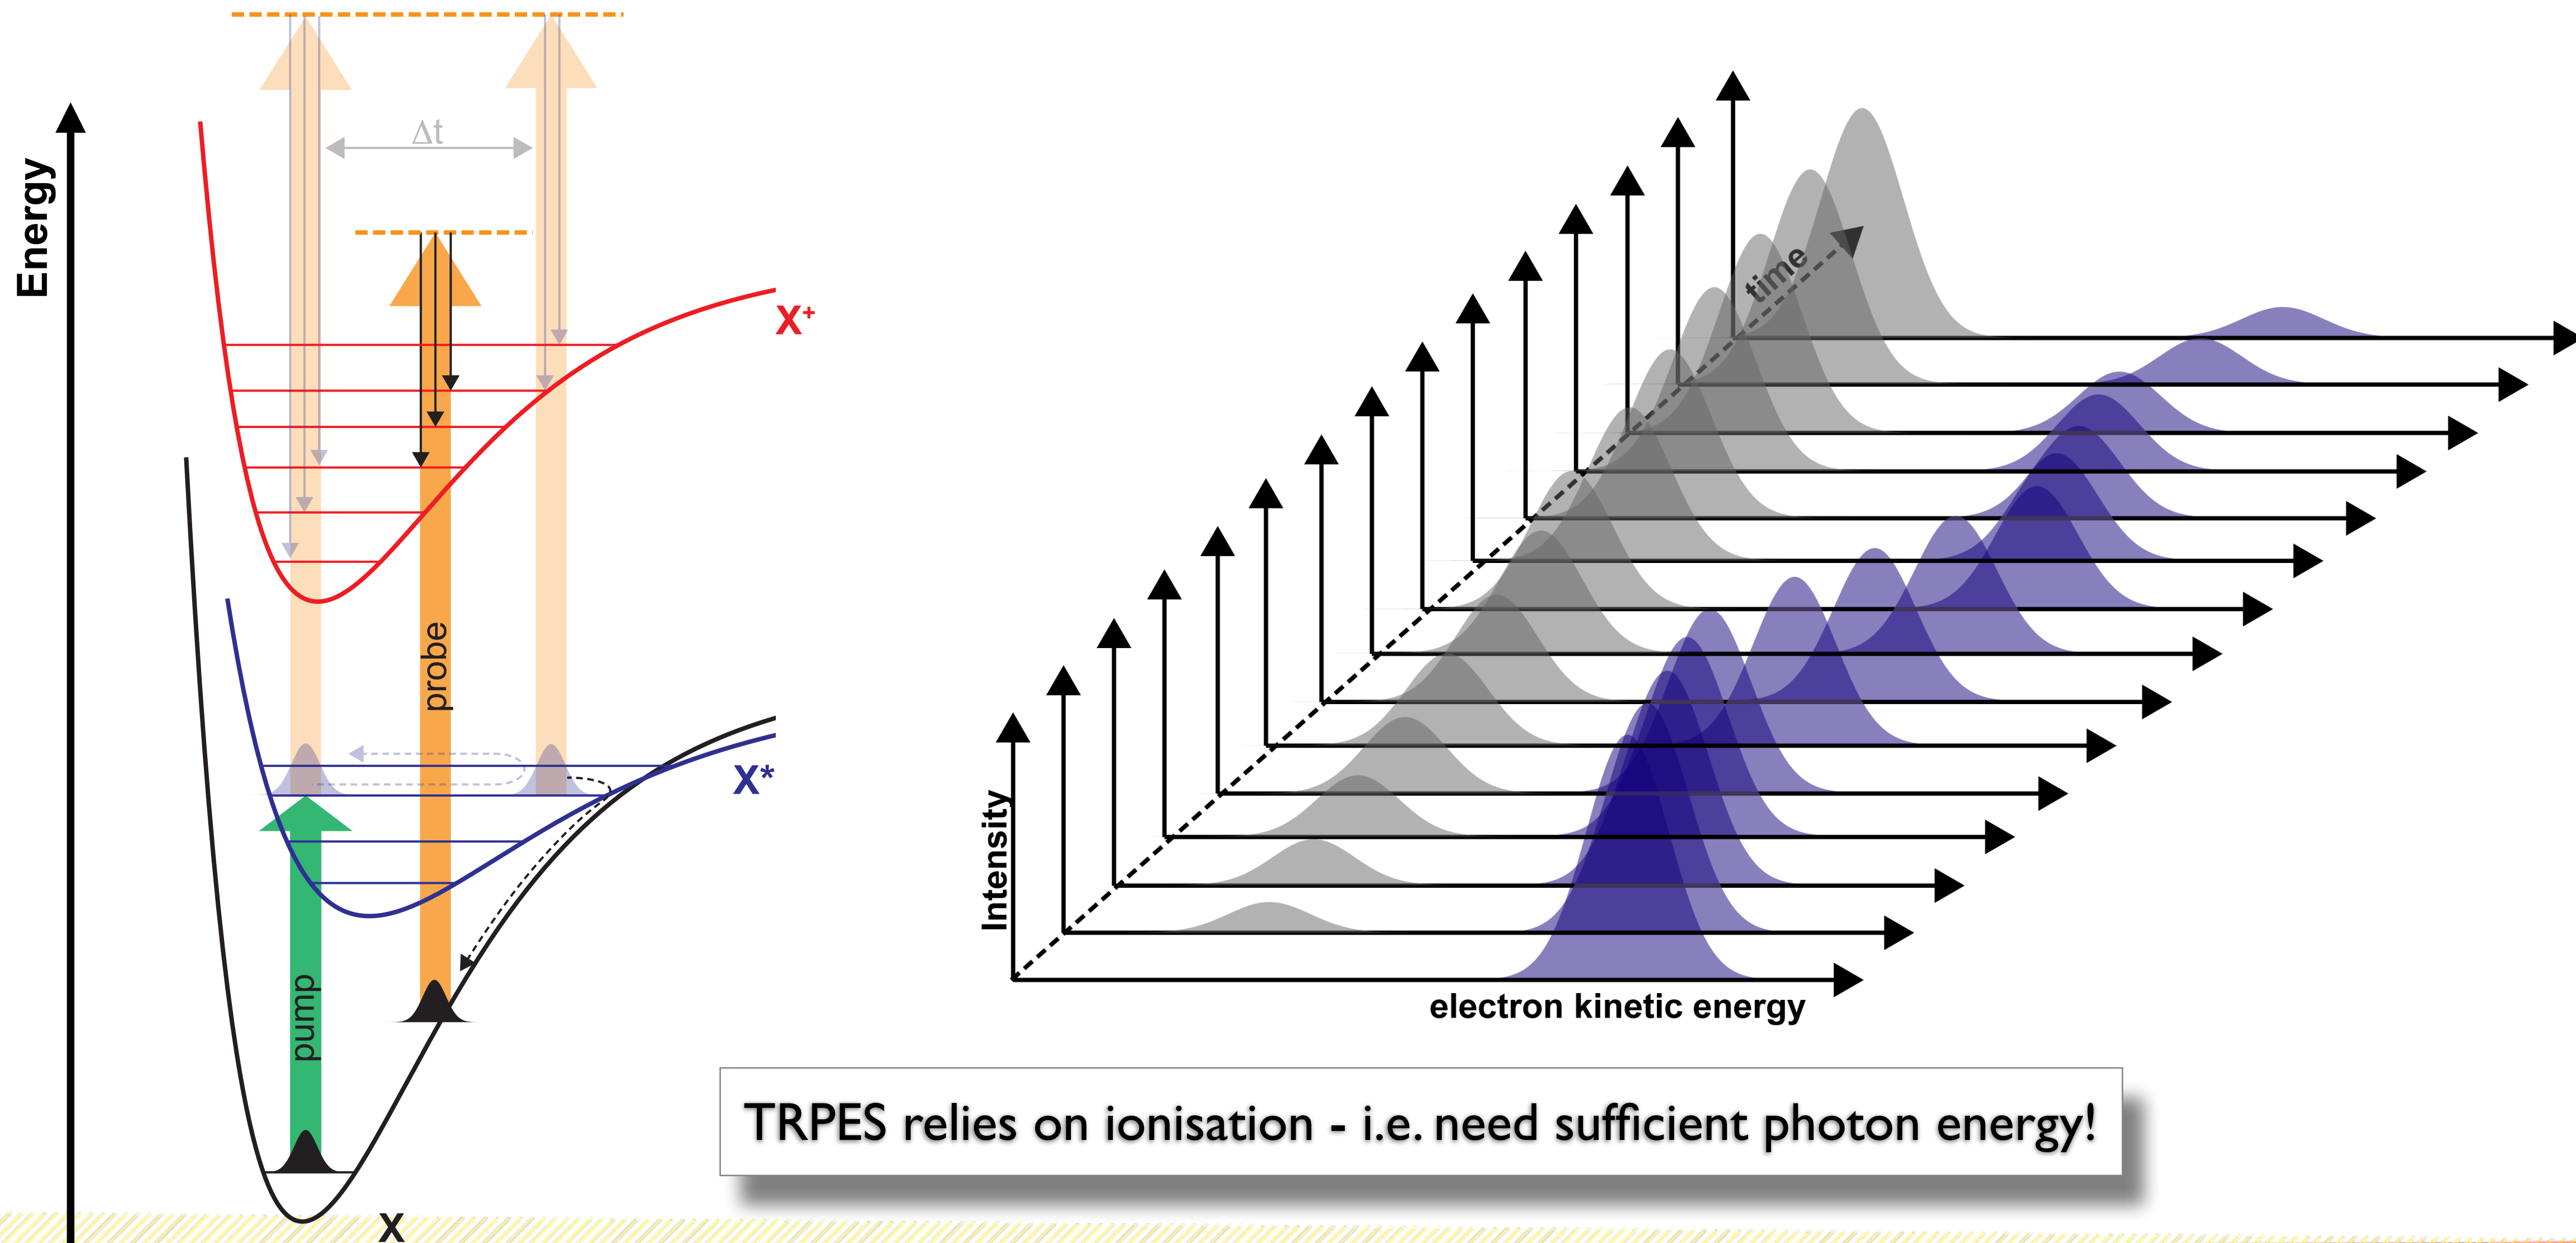 Energy
Δt
X⁺
probe
X*
pump
X
time
Intensity
electron kinetic energy
TRPES relies on ionisation - i.e. need sufficient photon energy!